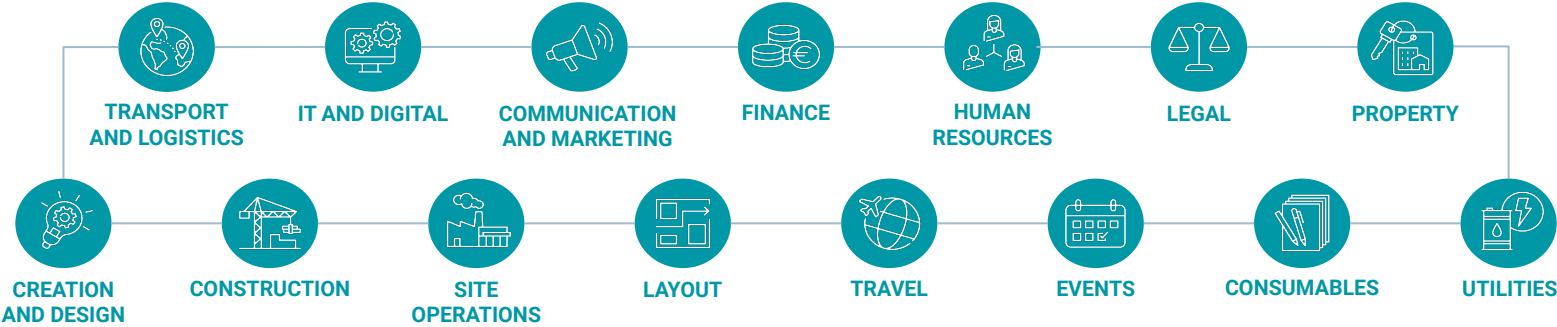 TRANSPORT
AND LOGISTICS
IT AND DIGITAL
COMMUNICATION
AND MARKETING
FINANCE
HUMAN
RESOURCES
LEGAL
PROPERTY
CREATION
AND DESIGN
CONSTRUCTION
SITE
OPERATIONS
LAYOUT
TRAVEL
EVENTS
CONSUMABLES
UTILITIES